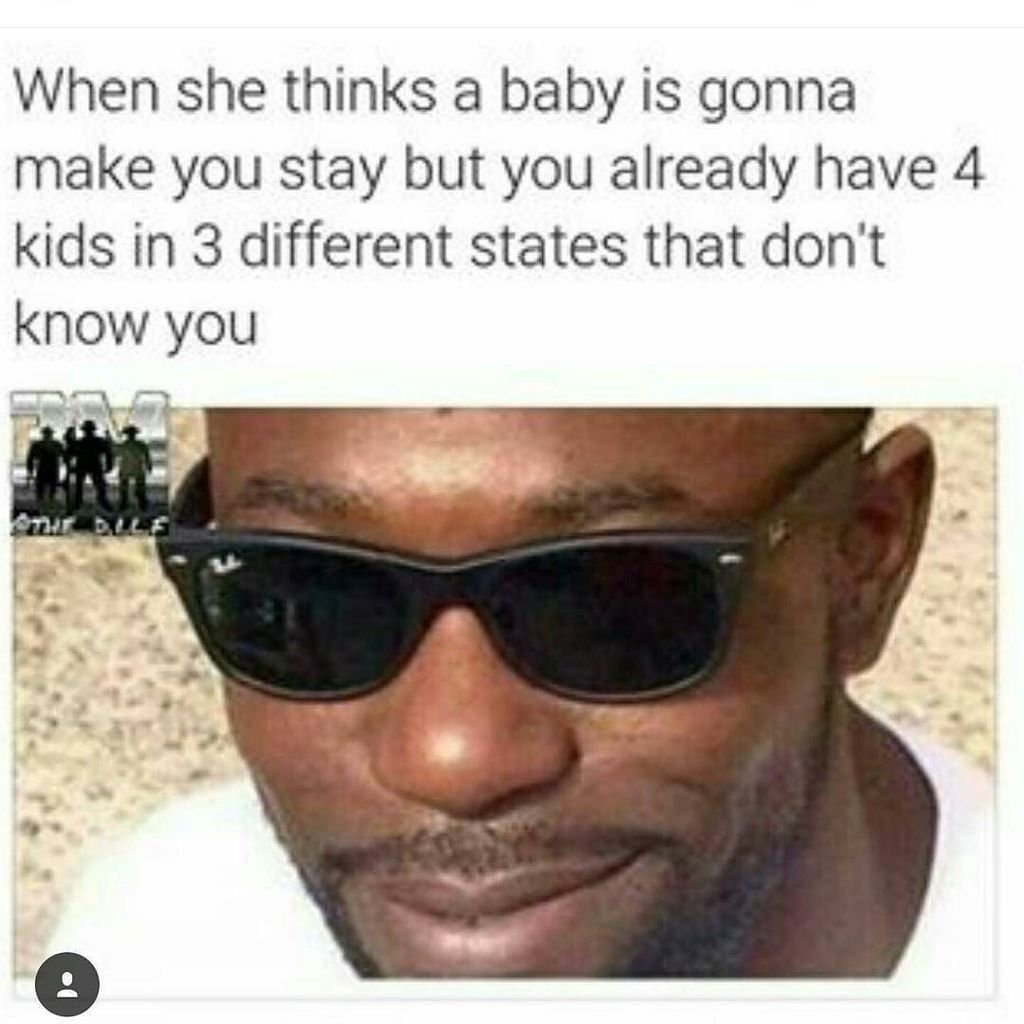 When she thinks a baby is gonna
make you stay but you already have 4
kids in 3 different states that don't
know you